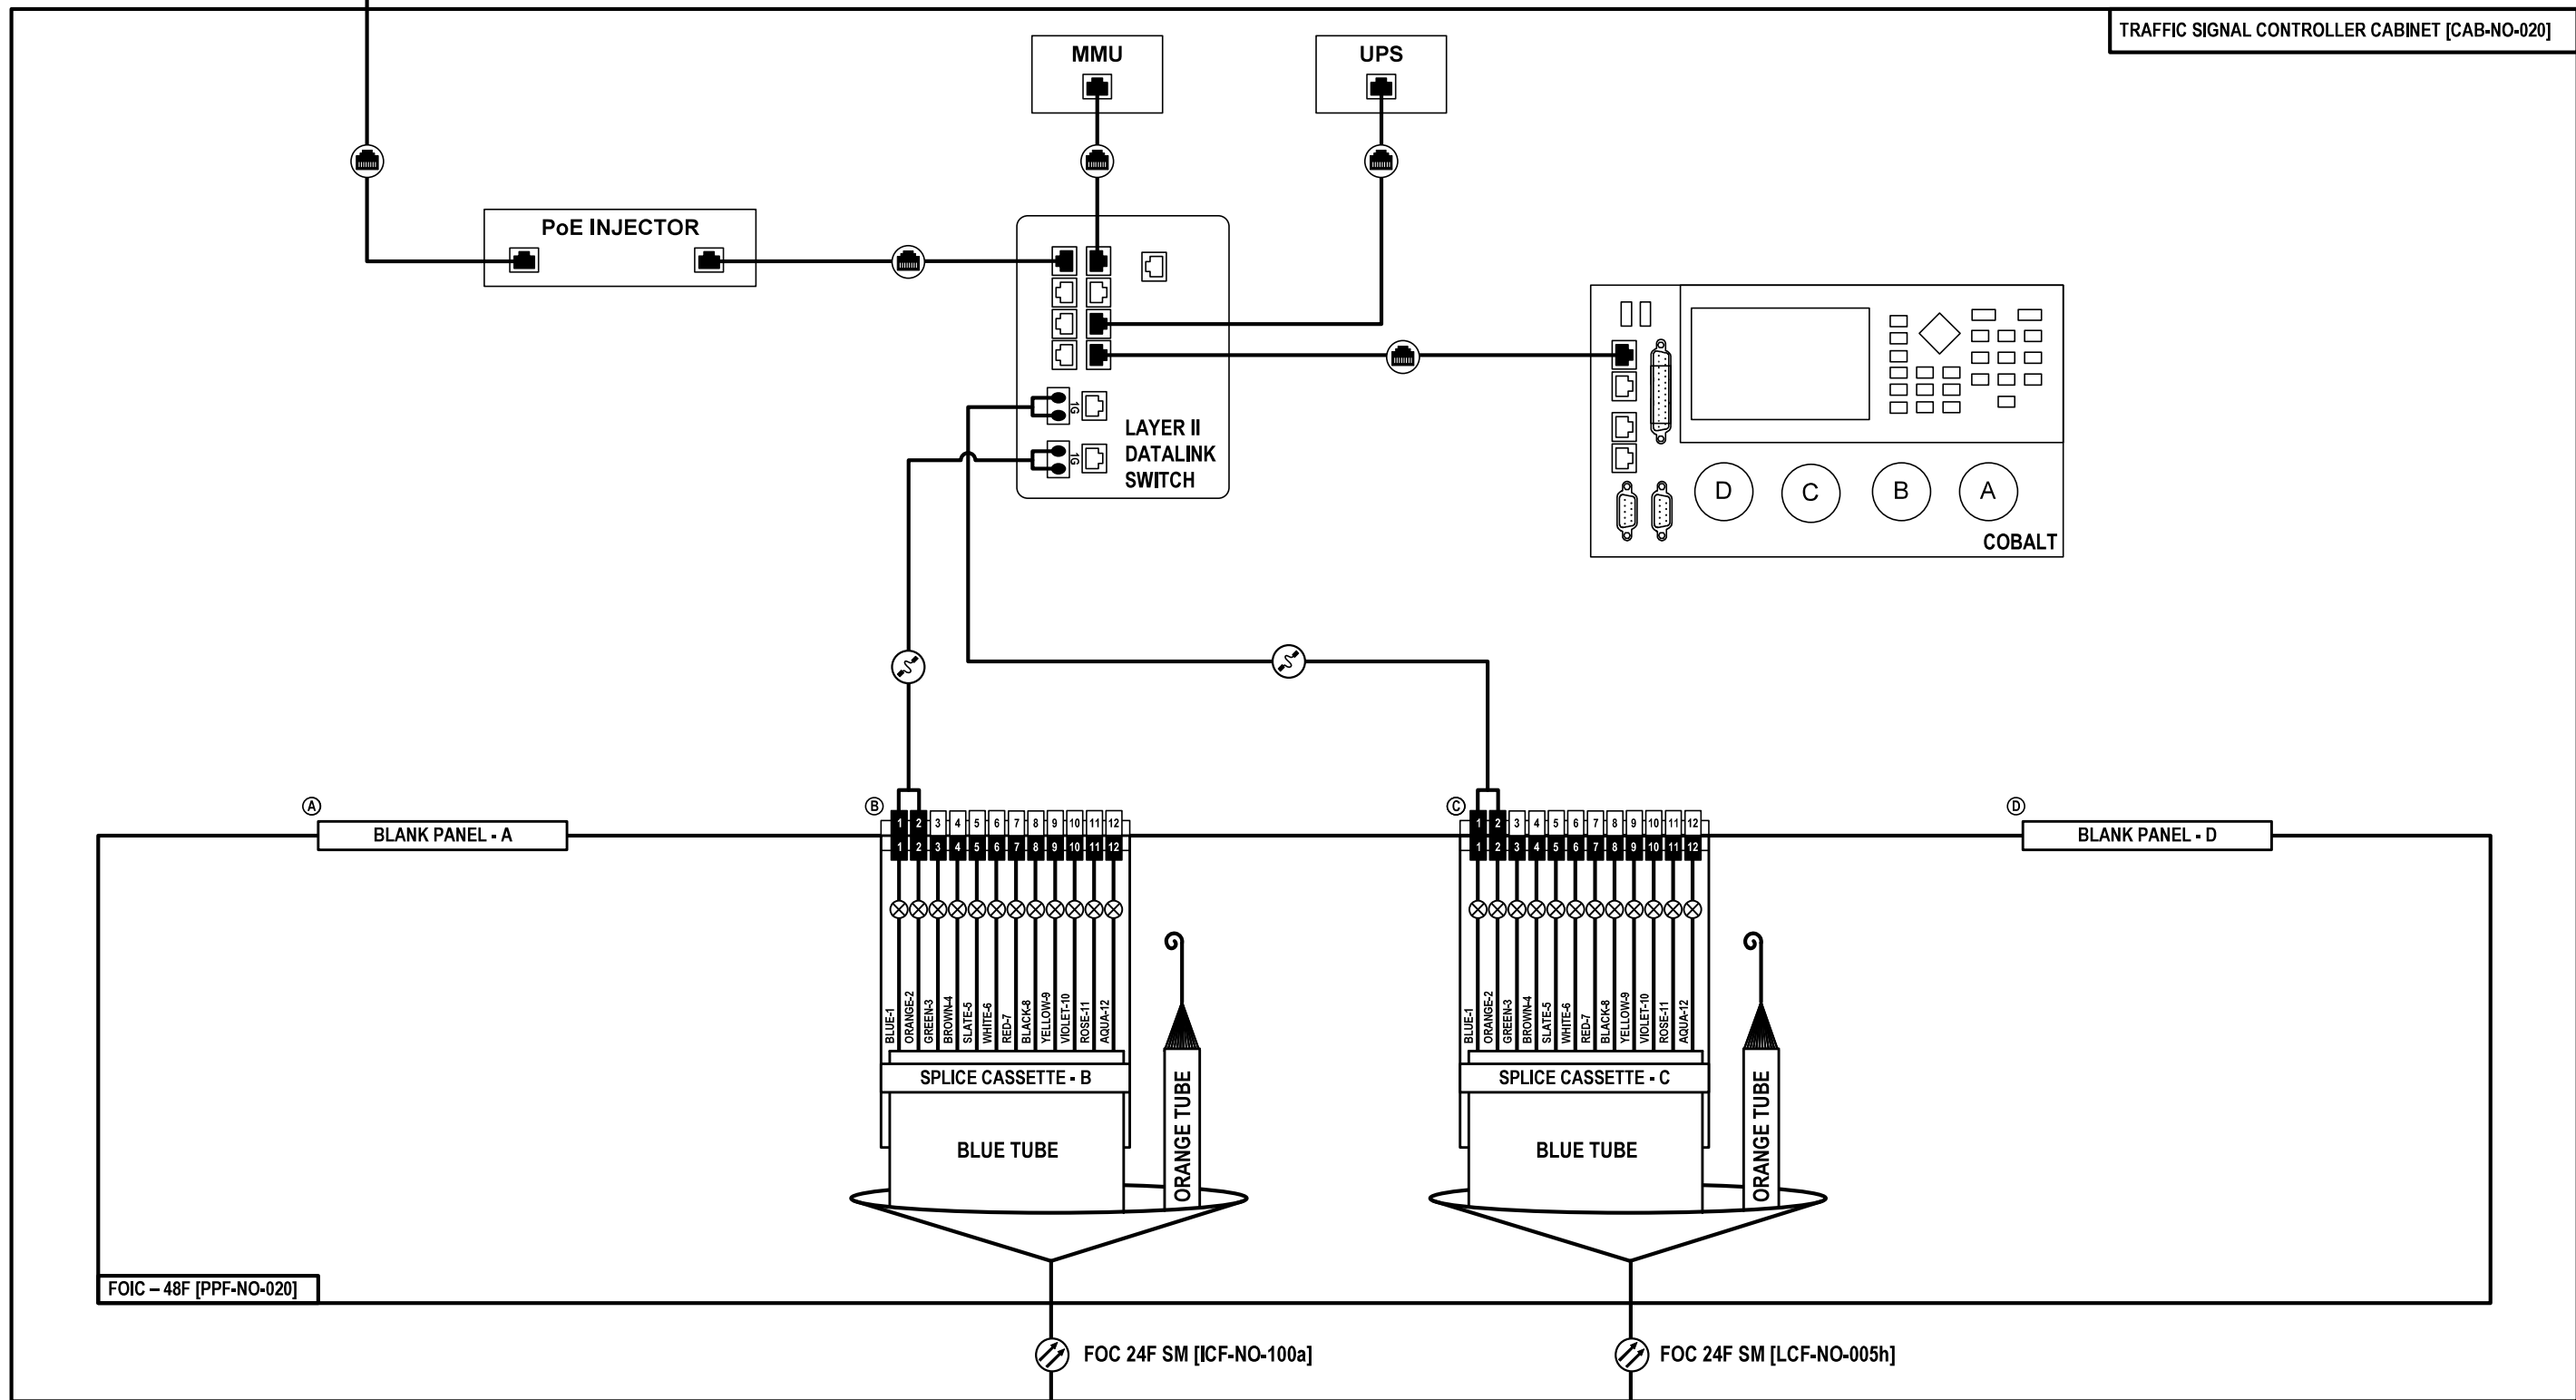 TRAFFIC SIGNAL CONTROLLER CABINET [CAB-NO-020]
MMU
UPS
PoE INJECTOR
1G
1G
LAYER II
DATALINK
SWITCH
D C B A
COBALT
A
BLANK PANEL - A
B
1 2 3 4 5 6 7 8 9 10 11 12
1 2 3 4 5 6 7 8 9 10 11 12
BLUE-1
ORANGE-2
GREEN-3
BROWN-4
SLATE-5
WHITE-6
RED-7
BLACK-8
YELLOW-9
VIOLET-10
ROSE-11
AQUA-12
SPLICE CASSETTE - B
BLUE TUBE
ORANGE TUBE
C
1 2 3 4 5 6 7 8 9 10 11 12
1 2 3 4 5 6 7 8 9 10 11 12
BLUE-1
ORANGE-2
GREEN-3
BROWN-4
SLATE-5
WHITE-6
RED-7
BLACK-8
YELLOW-9
VIOLET-10
ROSE-11
AQUA-12
SPLICE CASSETTE - C
BLUE TUBE
ORANGE TUBE
D
BLANK PANEL - D
FOIC – 48F [PPF-NO-020]
FOC 24F SM [ICF-NO-100a]
FOC 24F SM [LCF-NO-005h]